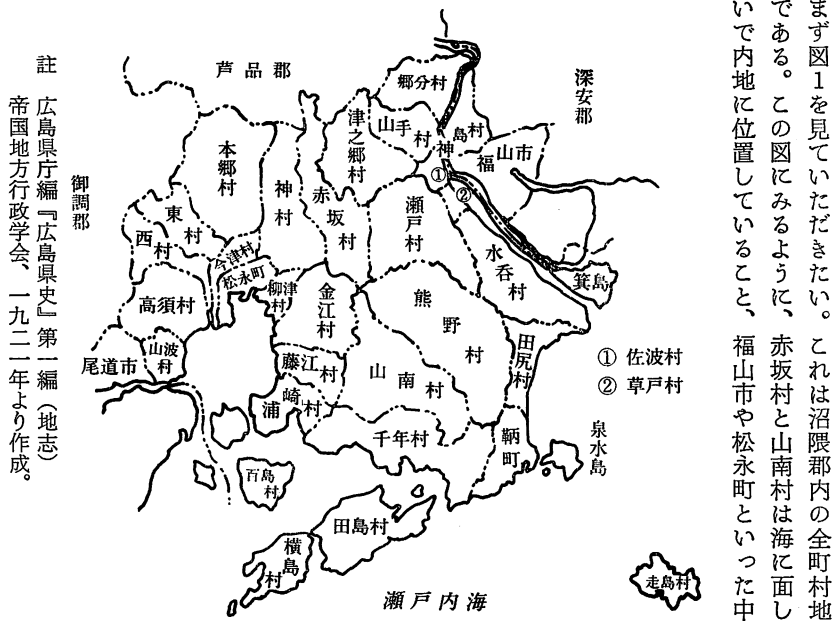 まず図1を見ていただきたい。これは沼隈郡内の全町村地
である。この図にみるように、赤坂村と山南村は海に面し
いで内地に位置していること、福山市や松永町といった中
深安郡
芦品郡
御調郡
郷分村
山手村
島村
神
福山市
津之郷村
本郷村
神村
赤坂村
瀬戸村
①
②
水呑村
箕島
東村
西村
今津村
松永町
柳津村
金江村
熊野村
高須村
尾道市
山波村
藤江村
山南村
田尻村
浦崎村
千年村
鞆町
泉水島
百島村
田島村
横島村
走島村
瀬戸内海
① 佐波村
② 草戸村
註 広島県庁編『広島県史』第一編(地志)
帝国地方行政学会、一九二一年より作成。